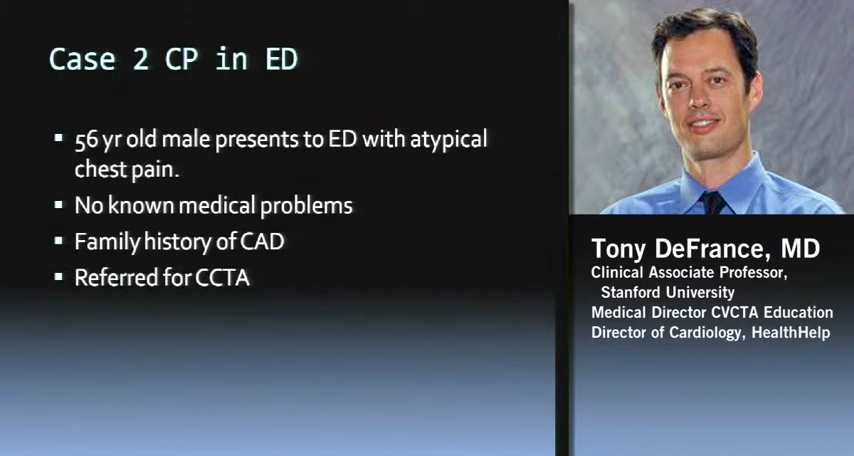 Case 2 CP in ED
▪ 56 yr old male presents to ED with atypical
chest pain.
▪ No known medical problems
▪ Family history of CAD
▪ Referred for CCTA
Tony DeFrance, MD
Clinical Associate Professor,
Stanford University
Medical Director CVCTA Education
Director of Cardiology, HealthHelp